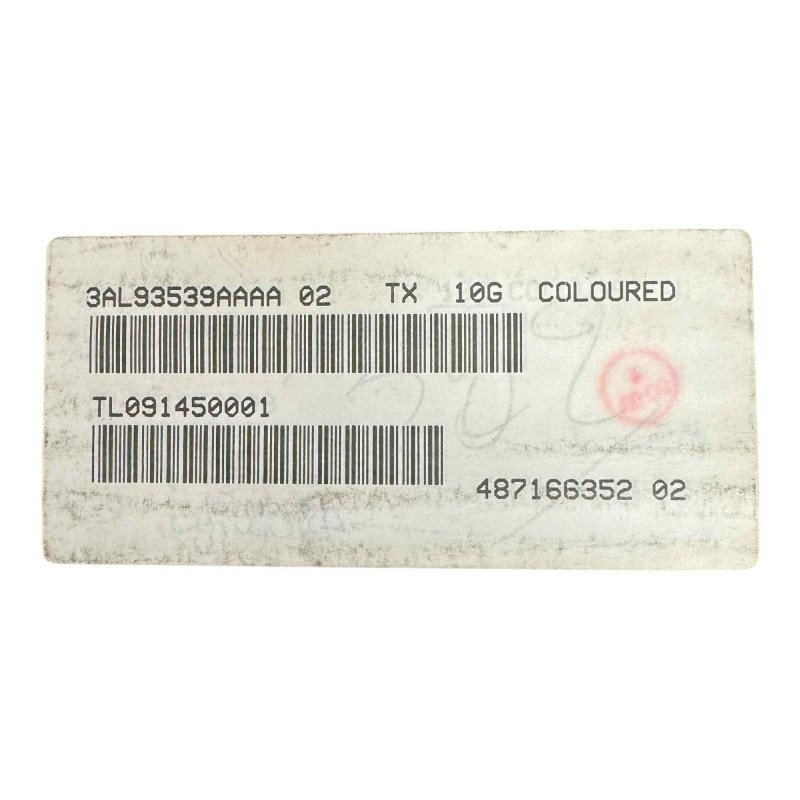 3AL93539AAAA 02 TX 10G COLOURED
TL091450001
487166352 02